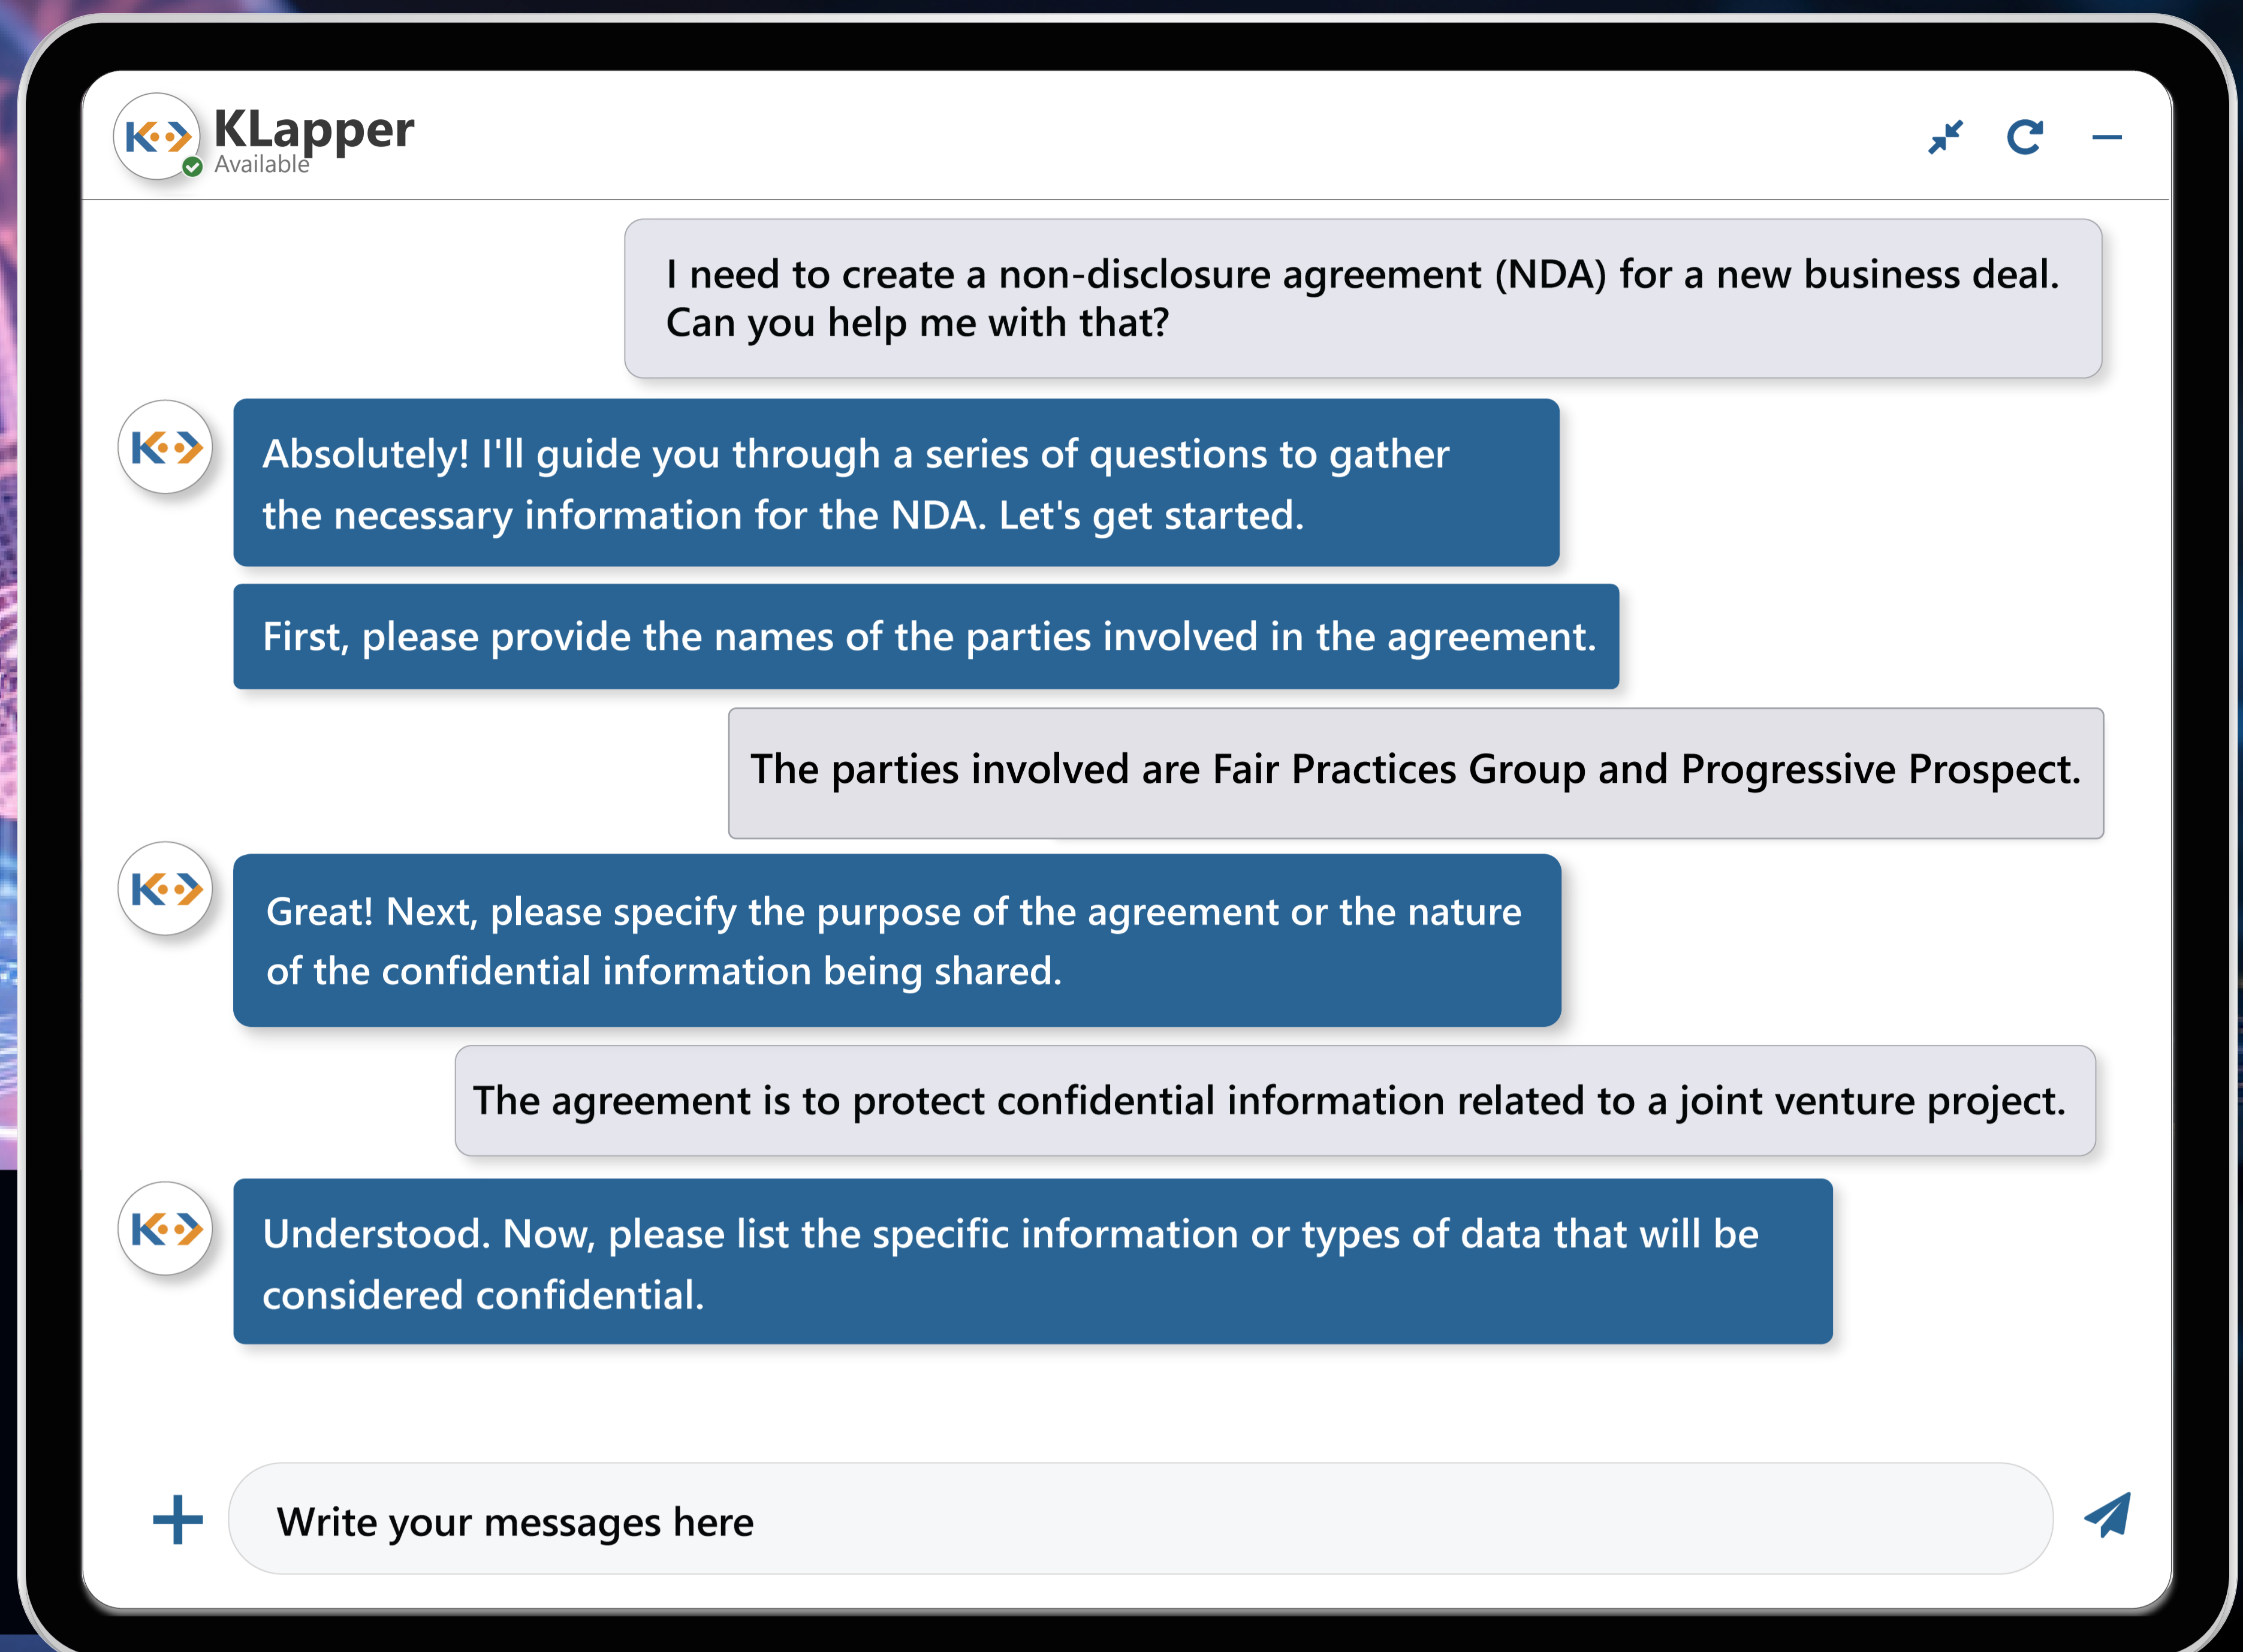 KLapper
Available
I need to create a non-disclosure agreement (NDA) for a new business deal.
Can you help me with that?
Absolutely! I'll guide you through a series of questions to gather
the necessary information for the NDA. Let's get started.
First, please provide the names of the parties involved in the agreement.
The parties involved are Fair Practices Group and Progressive Prospect.
Great! Next, please specify the purpose of the agreement or the nature
of the confidential information being shared.
The agreement is to protect confidential information related to a joint venture project.
Understood. Now, please list the specific information or types of data that will be
considered confidential.
Write your messages here